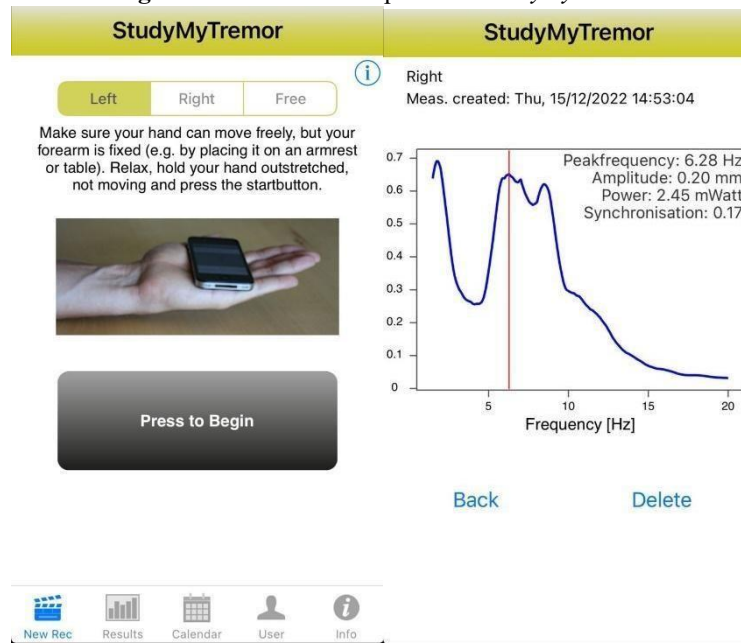 StudyMyTremor
Left Right Free
Make sure your hand can move freely, but your
forearm is fixed (e.g. by placing it on an armrest
or table). Relax, hold your hand outstretched,
not moving and press the startbutton.
Press to Begin
New Rec Results Calendar User Info
StudyMyTremor
Right
Meas. created: Thu, 15/12/2022 14:53:04
Peakfrequency: 6.28 Hz
Amplitude: 0.20 mm
Power: 2.45 mWatt
Synchronisation: 0.17
0.7
0.6
0.5
0.4
0.3
0.2
0.1
0
5 10 15 20
Frequency [Hz]
Back Delete